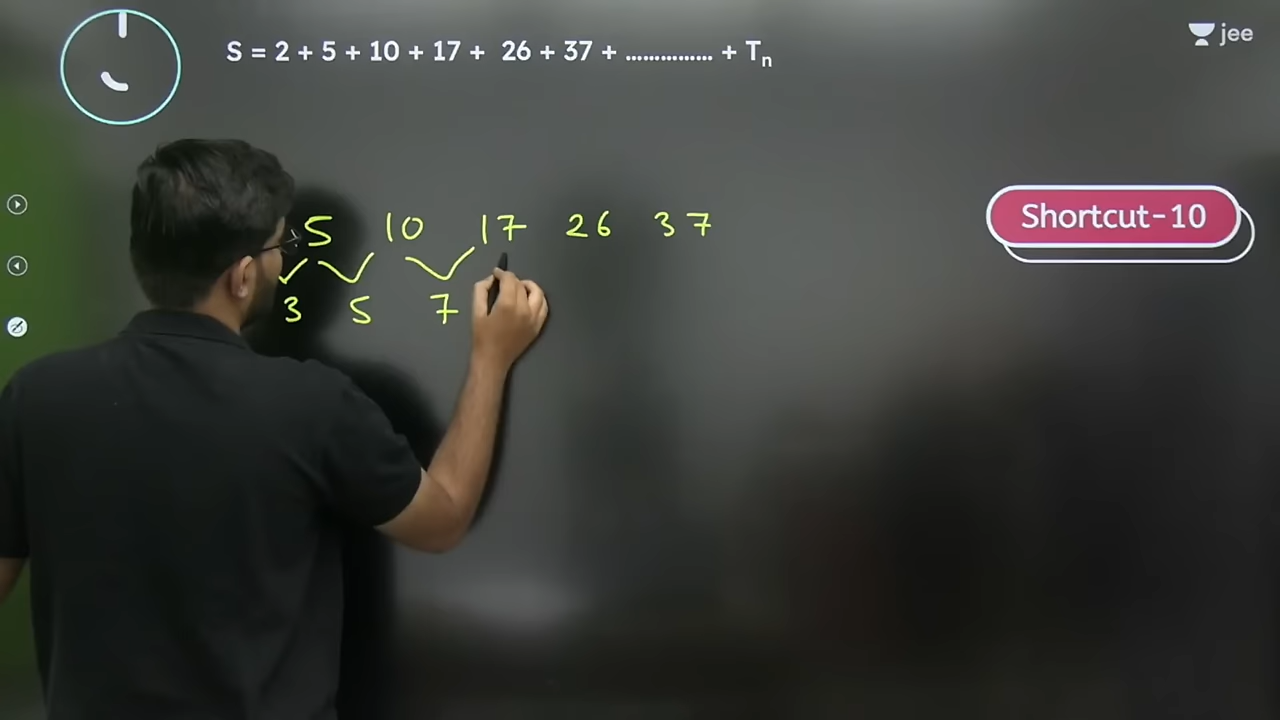 S = 2 + 5 + 10 + 17 + 26 + 37 + ............... + Tn
jee
Shortcut-10
5 10 17 26 37
3 5 7